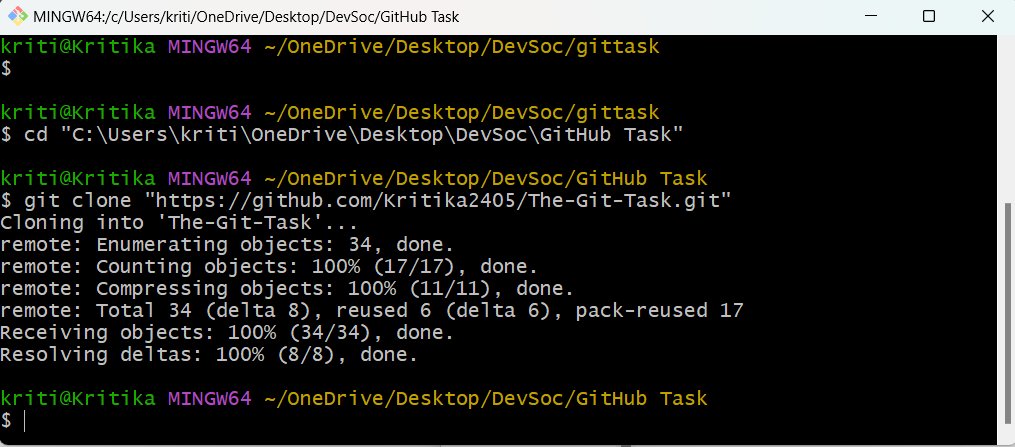 MINGW64:/c/Users/kriti/OneDrive/Desktop/DevSoc/GitHub Task
kriti@Kritika MINGW64 ~/OneDrive/Desktop/DevSoc/gittask
$
kriti@Kritika MINGW64 ~/OneDrive/Desktop/DevSoc/gittask
$ cd "C:\Users\kriti\OneDrive\Desktop\DevSoc\GitHub Task"
kriti@Kritika MINGW64 ~/OneDrive/Desktop/DevSoc/GitHub Task
$ git clone "https://github.com/Kritika2405/The-Git-Task.git"
Cloning into 'The-Git-Task'...
remote: Enumerating objects: 34, done.
remote: Counting objects: 100% (17/17), done.
remote: Compressing objects: 100% (11/11), done.
remote: Total 34 (delta 8), reused 6 (delta 6), pack-reused 17
Receiving objects: 100% (34/34), done.
Resolving deltas: 100% (8/8), done.
kriti@Kritika MINGW64 ~/OneDrive/Desktop/DevSoc/GitHub Task
$